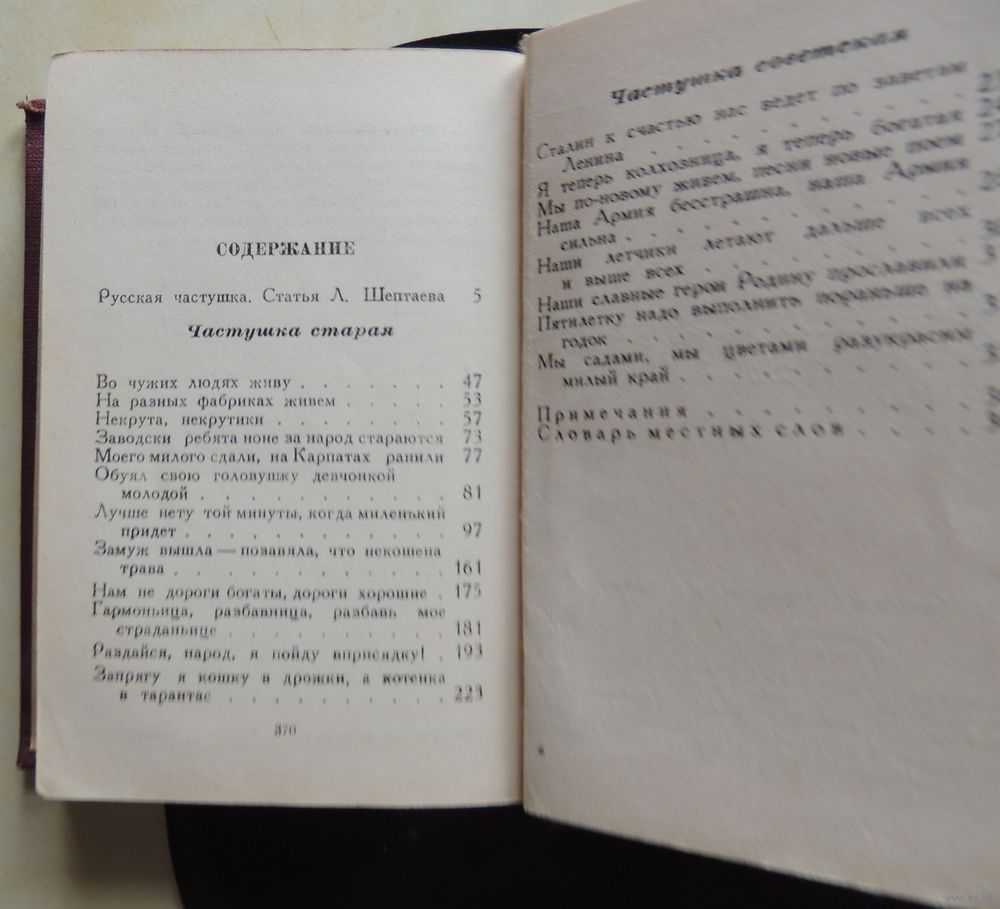 СОДЕРЖАНИЕ
Русская частушка. Статья Л. Шептаева 5
Частушка старая
Во чужих людях живу . . . . . . . 47
На разных фабриках живем . . . . . 53
Некрута, некрутики . . . . . . . . 57
Заводски ребята ноне за народ стараются 73
Моего милого сдали, на Карпатах ранили 77
Обуял свою головушку девчонкой
молодой . . . . . . . . . . . 81
Лучше нету той минуты, когда миленький
придет . . . . . . . . . . . . 97
Замуж вышла — позавяла, что некошена
трава . . . . . . . . . . . . 161
Нам не дороги богаты, дороги хорошие . 175
Гармоньица, разбавница, разбавь мое
страданьице . . . . . . . . . 181
Раздайся, народ, я пойду вприсядку! . 193
Запрягу я кошку в дрожки, а котенка
в тарантас . . . . . . . . . 223
370
Частушка советская
Сталин к счастью нас ведет по заветам
Ленина . . . . . . . . . .
Я теперь колхозница, я теперь богатая
Мы по-новому живем, песни новые поем
Наша Армия бесстрашна, наша Армия
сильна . . . . . . . . . .
Наши летчики летают дальше всех
и выше всех . . . . . . . .
Наши славные герои Родину прославили
Пятилетку надо выполнить пораньше на
годок . . . . . . . . . . .
Мы садами, мы цветами разукрасим
милый край . . . . . . . . .
Примечания . . . . . . . . .
Словарь местных слов . . . .
*